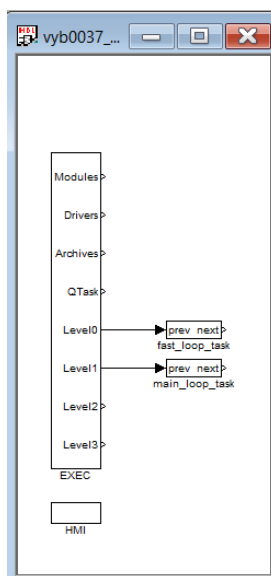 vyb0037_...
Modules
Drivers
Archives
QTask
Level0
prev next
fast_loop_task
Level1
prev next
main_loop_task
Level2
Level3
EXEC
HMI